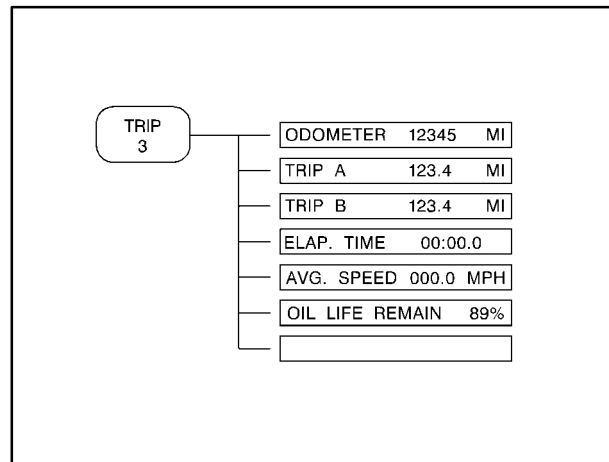 TRIP
3
ODOMETER 12345 MI
TRIP A 123.4 MI
TRIP B 123.4 MI
ELAP. TIME 00:00.0
AVG. SPEED 000.0 MPH
OIL LIFE REMAIN 89%